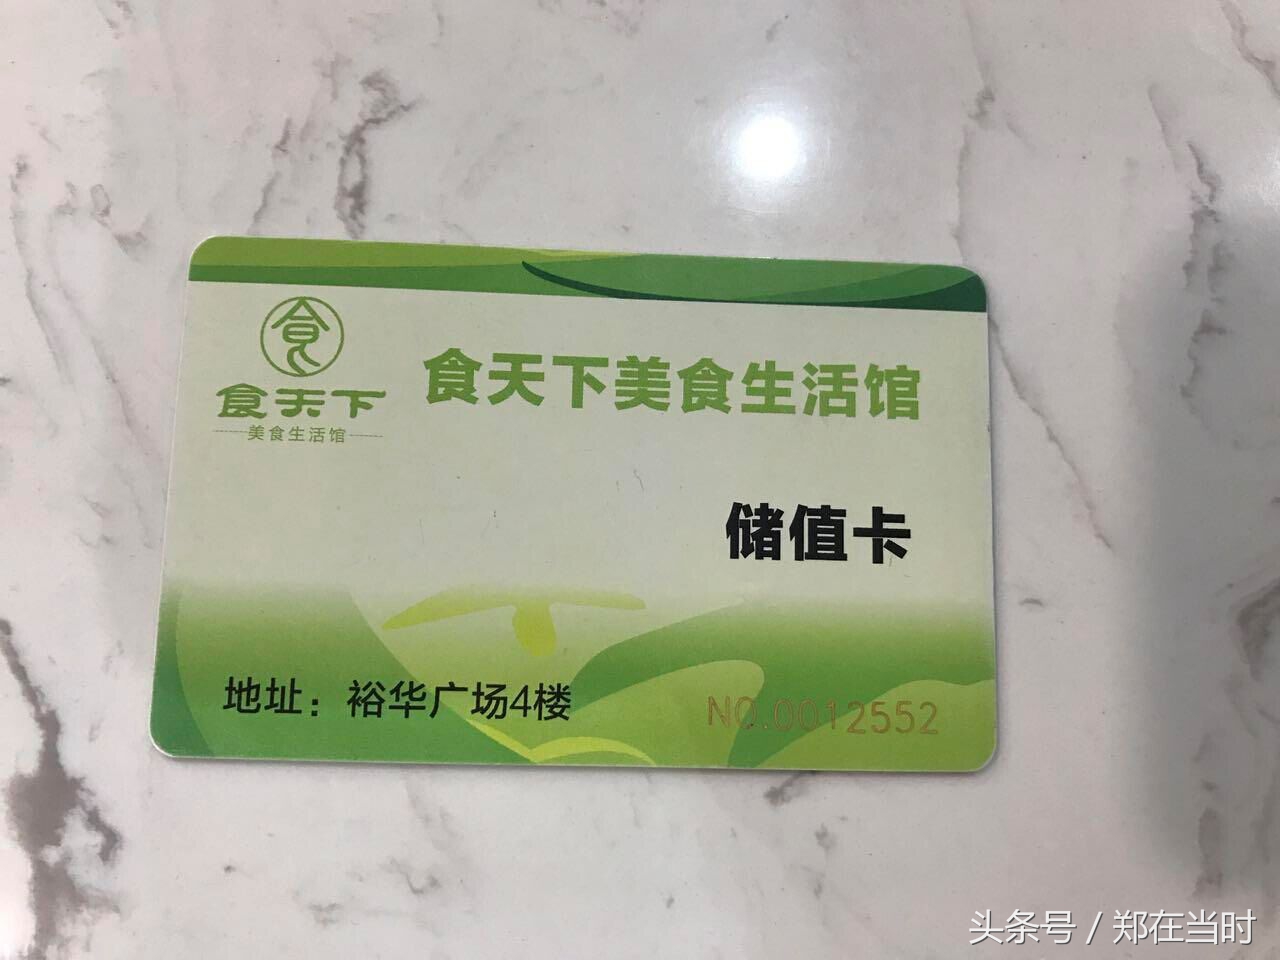 食
食天下
美食生活馆
食天下美食生活馆
储值卡
地址：裕华广场4楼
NO.0012552
头条号 / 郑在当时